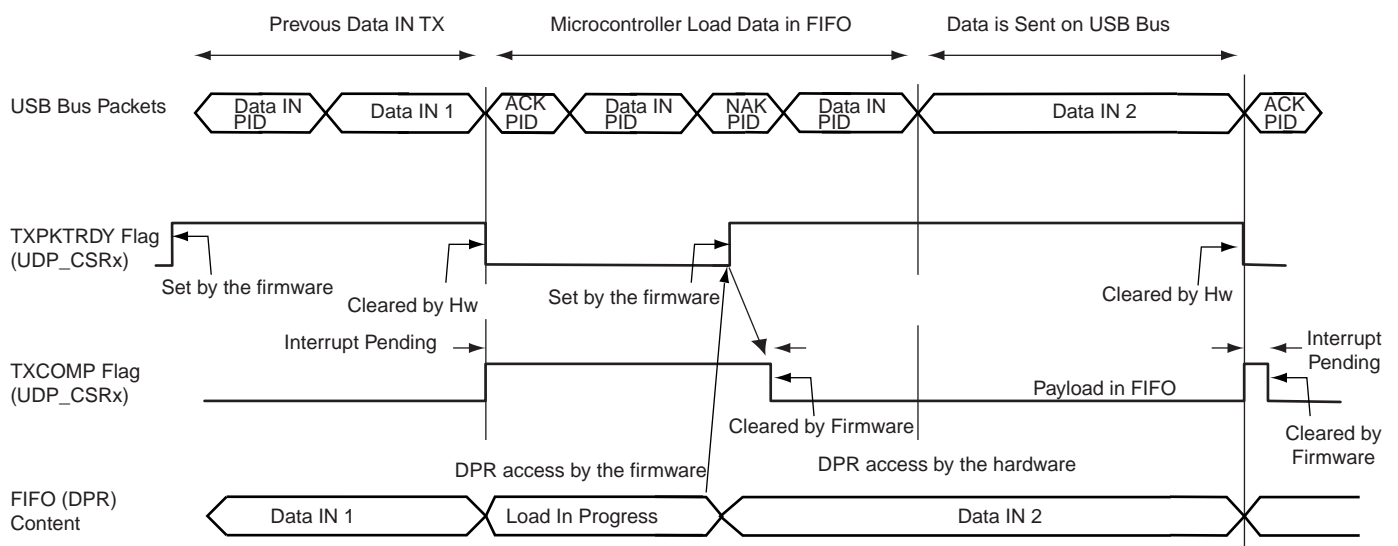 Prevous Data IN TX
Microcontroller Load Data in FIFO
Data is Sent on USB Bus
USB Bus Packets
Data IN
PID
Data IN 1
ACK
PID
Data IN
PID
NAK
PID
Data IN
PID
Data IN 2
ACK
PID
TXPKTRDY Flag
(UDP_CSRx)
Set by the firmware
Cleared by Hw
Set by the firmware
Cleared by Hw
Interrupt Pending
Interrupt
Pending
TXCOMP Flag
(UDP_CSRx)
Payload in FIFO
Cleared by Firmware
Cleared by
Firmware
DPR access by the firmware
DPR access by the hardware
FIFO (DPR)
Content
Data IN 1
Load In Progress
Data IN 2